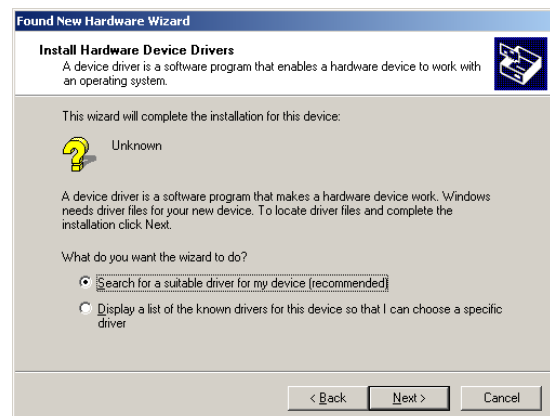 Found New Hardware Wizard
Install Hardware Device Drivers
A device driver is a software program that enables a hardware device to work with
an operating system.
This wizard will complete the installation for this device:
Unknown
A device driver is a software program that makes a hardware device work. Windows
needs driver files for your new device. To locate driver files and complete the
installation click Next.
What do you want the wizard to do?
Search for a suitable driver for my device (recommended)
Display a list of the known drivers for this device so that I can choose a specific
driver
< Back Next > Cancel